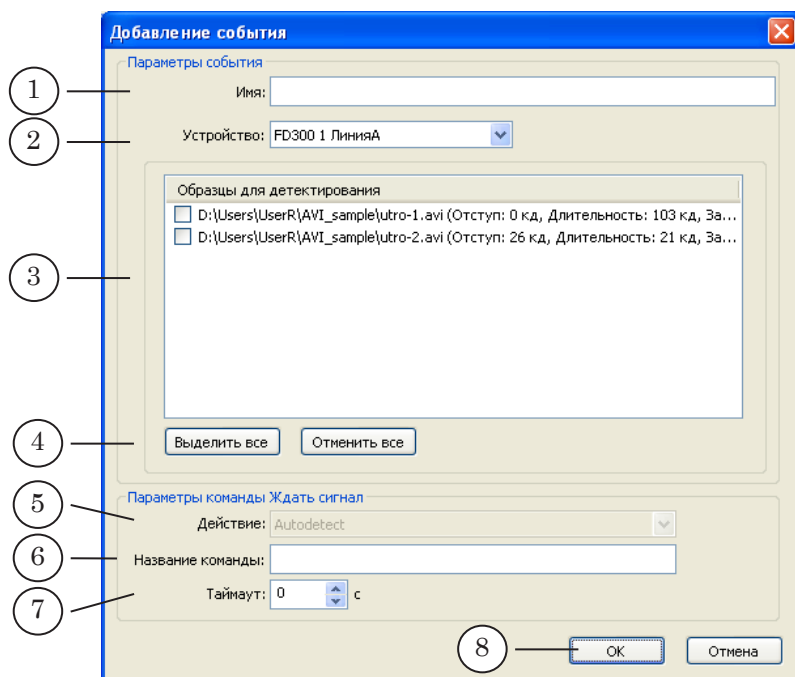 Добавление события
Параметры события
1
Имя:
2
Устройство: FD300 1 ЛинияА
Образцы для детектирования
D:\Users\UserR\AVI_sample\utro-1.avi (Отступ: 0 кд, Длительность: 103 кд, За...
D:\Users\UserR\AVI_sample\utro-2.avi (Отступ: 26 кд, Длительность: 21 кд, За...
3
4
Выделить все Отменить все
Параметры команды Ждать сигнал
5
Действие: Autodetect
6
Название команды:
7
Таймаут: 0 с
8
OK Отмена